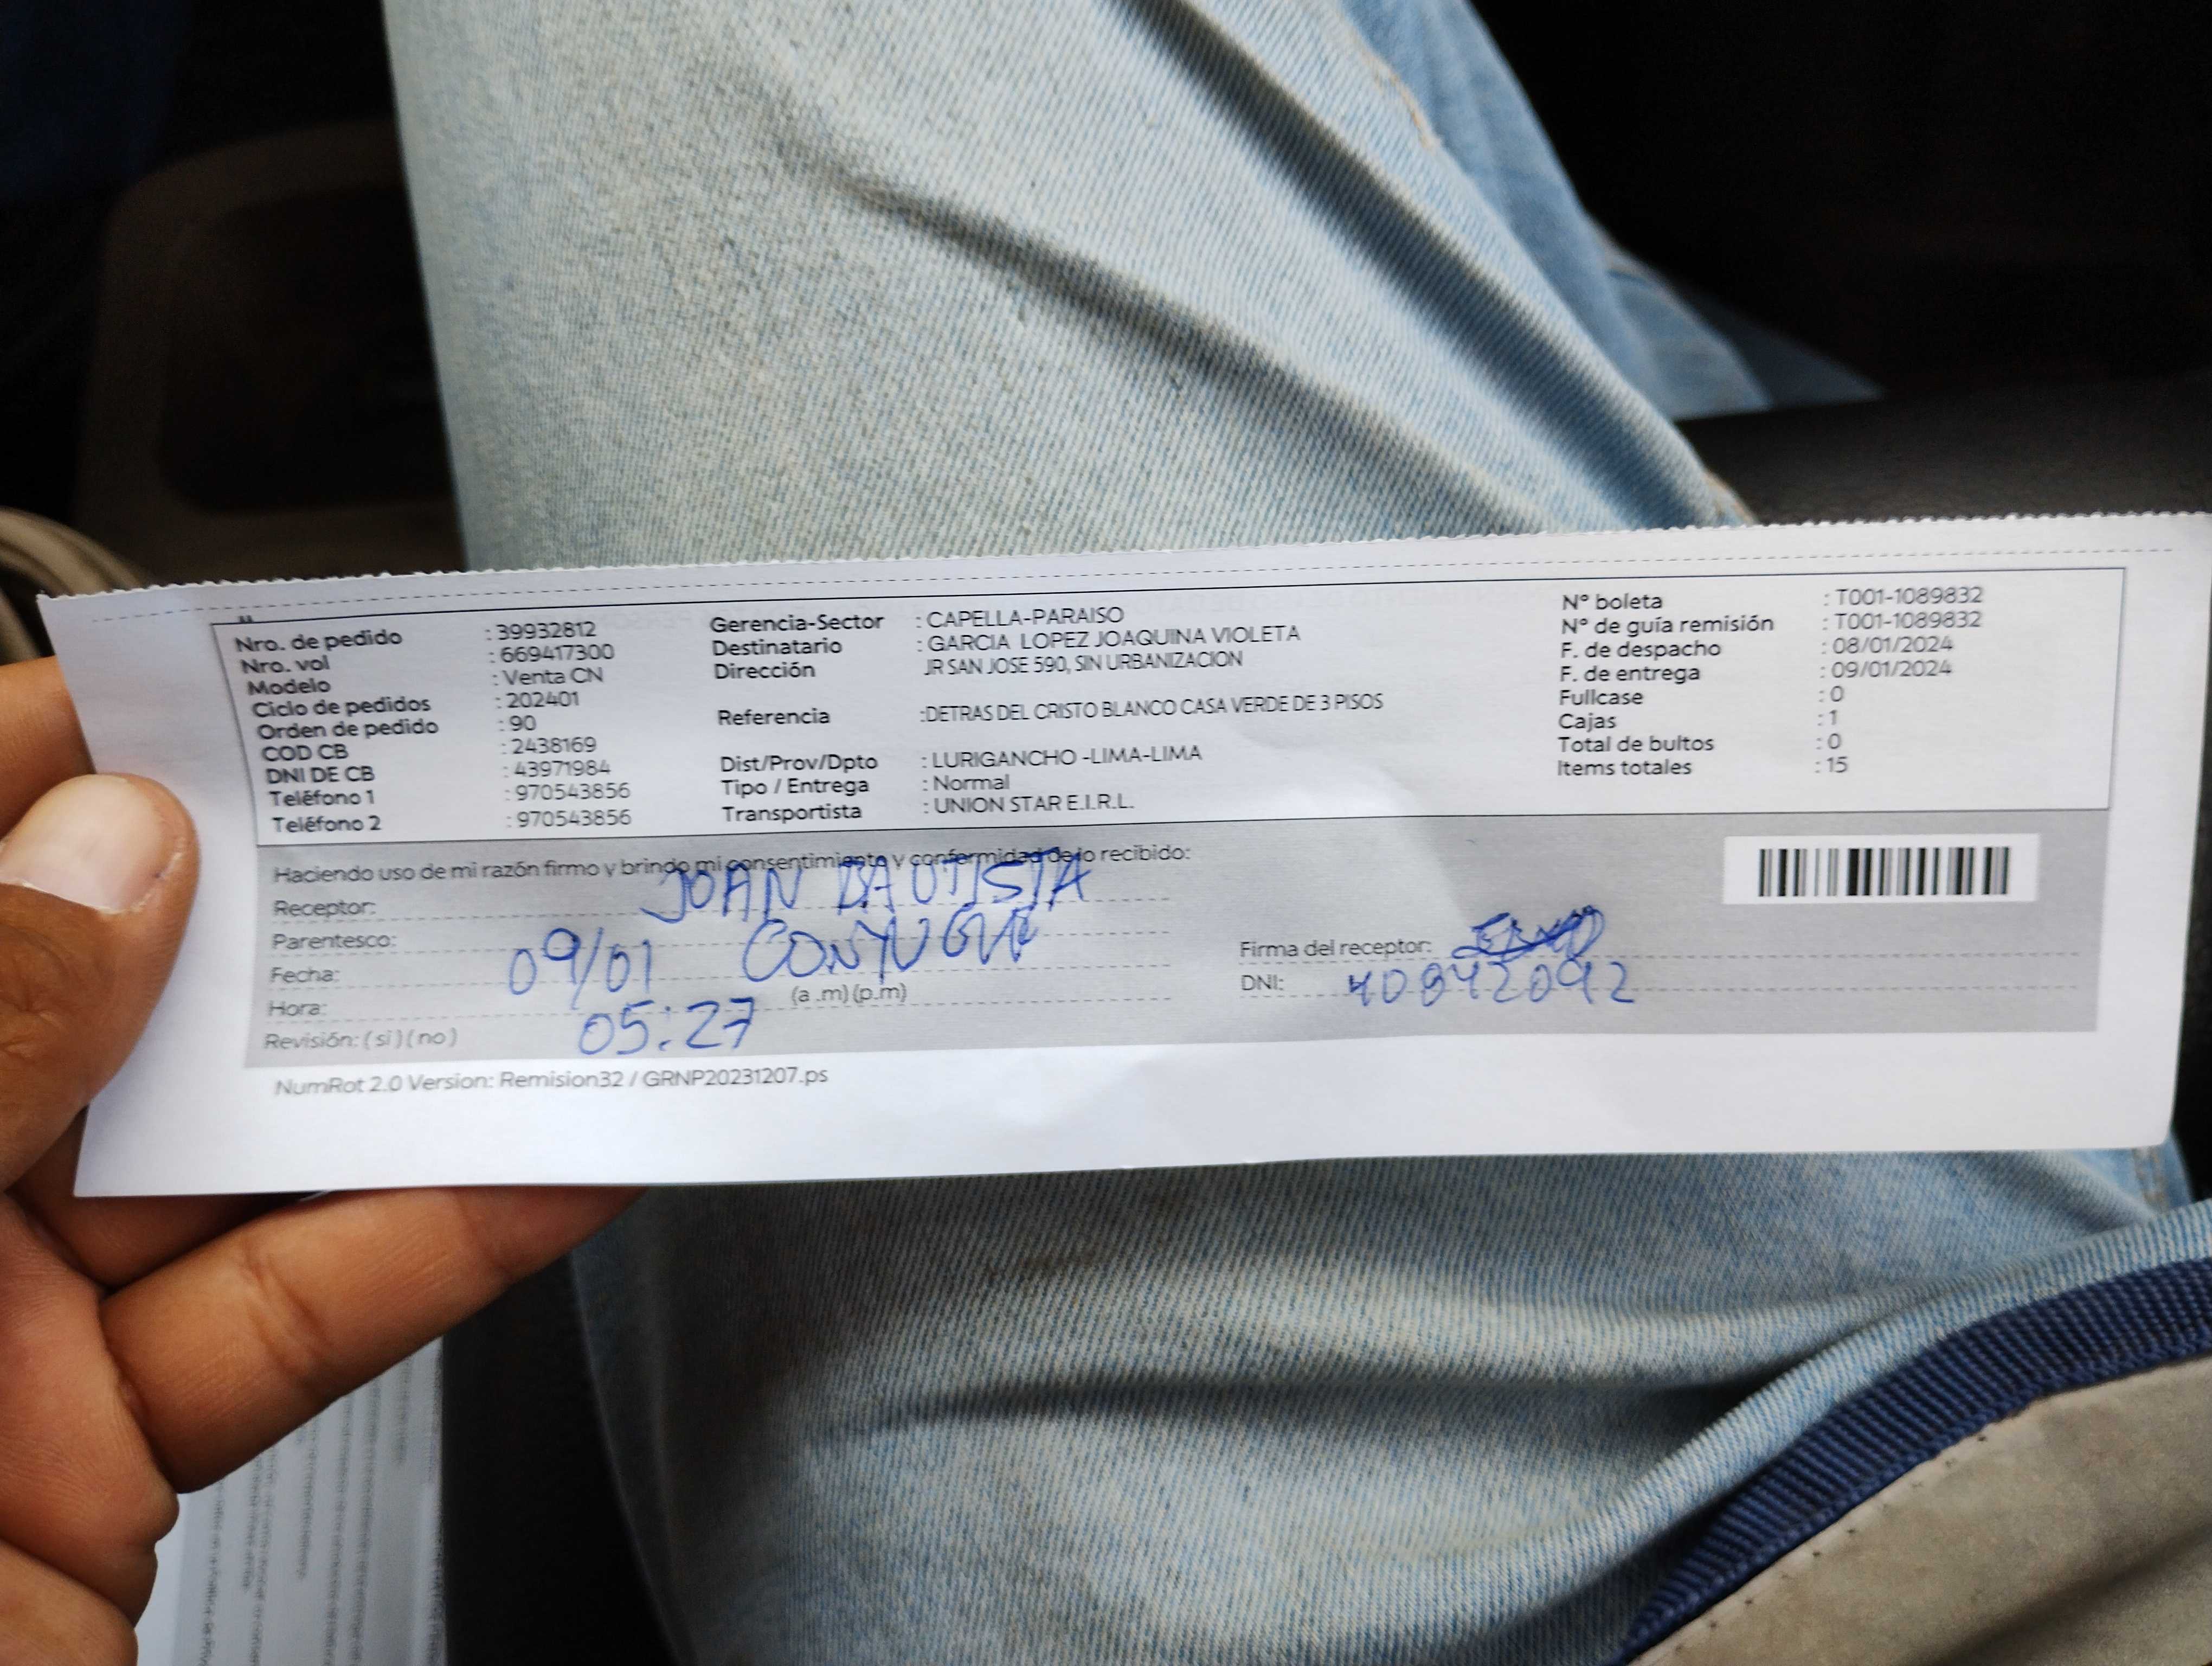 Nro. de pedido : 39932812
Nro. vol : 669417300
Modelo : Venta CN
Ciclo de pedidos : 202401
Orden de pedido : 90
COD CB : 2438169
DNI DE CB : 43971984
Teléfono 1 : 970543856
Teléfono 2 : 970543856
Gerencia-Sector : CAPELLA-PARAISO
Destinatario : GARCIA LOPEZ JOAQUINA VIOLETA
Dirección JR SAN JOSE 590, SIN URBANIZACION
Referencia :DETRAS DEL CRISTO BLANCO CASA VERDE DE 3 PISOS
Dist/Prov/Dpto : LURIGANCHO -LIMA-LIMA
Tipo / Entrega : Normal
Transportista : UNION STAR E.I.R.L.
N° boleta : T001-1089832
N° de guía remisión : T001-1089832
F. de despacho : 08/01/2024
F. de entrega : 09/01/2024
Fullcase : 0
Cajas : 1
Total de bultos : 0
Items totales : 15
Haciendo uso de mi razón firmo y brindo mi consentimiento y conformidad de lo recibido:
Receptor: JOAN BAUTISTA
Parentesco: CONYUGUE
Fecha: 09/01
Hora: 05:27 (a .m) (p.m)
Revisión: ( si ) ( no )
Firma del receptor:
DNI: 40842092
NumRot 2.0 Version: Remision32 / GRNP20231207.ps